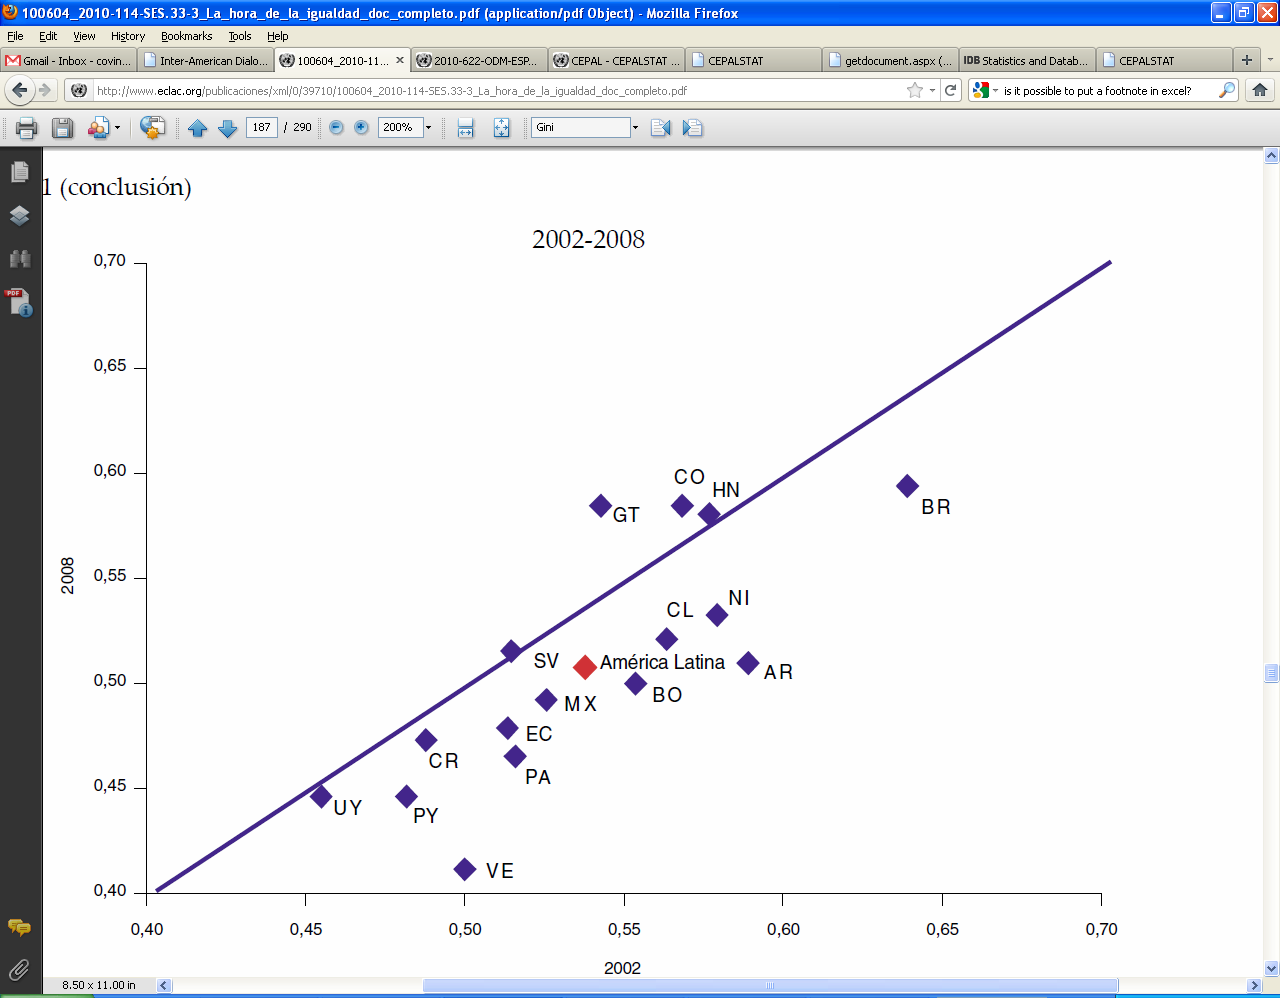 100604_2010-114-SES.33-3_La_hora_de_la_igualdad_doc_completo.pdf (application/pdf Object) - Mozilla Firefox
File Edit View History Bookmarks Tools Help
Gmail - Inbox - covin... Inter-American Dialo... 100604_2010-11... 2010-622-ODM-ESP... CEPAL - CEPALSTAT ... CEPALSTAT getdocument.aspx (... IDB Statistics and Datab... CEPALSTAT
http://www.eclac.org/publicaciones/xml/0/39710/100604_2010-114-SES.33-3_La_hora_de_la_igualdad_doc_completo.pdf is it possible to put a footnote in excel?
187 / 290 200% Gini
1 (conclusión)
2002-2008
0,70
0,65
0,60
0,55
0,50
0,45
0,40
2008
CO
HN
GT
BR
NI
CL
SV
América Latina
AR
BO
MX
EC
CR
PA
UY
PY
VE
0,40 0,45 0,50 0,55 0,60 0,65 0,70
2002
PDF
8.50 x 11.00 in